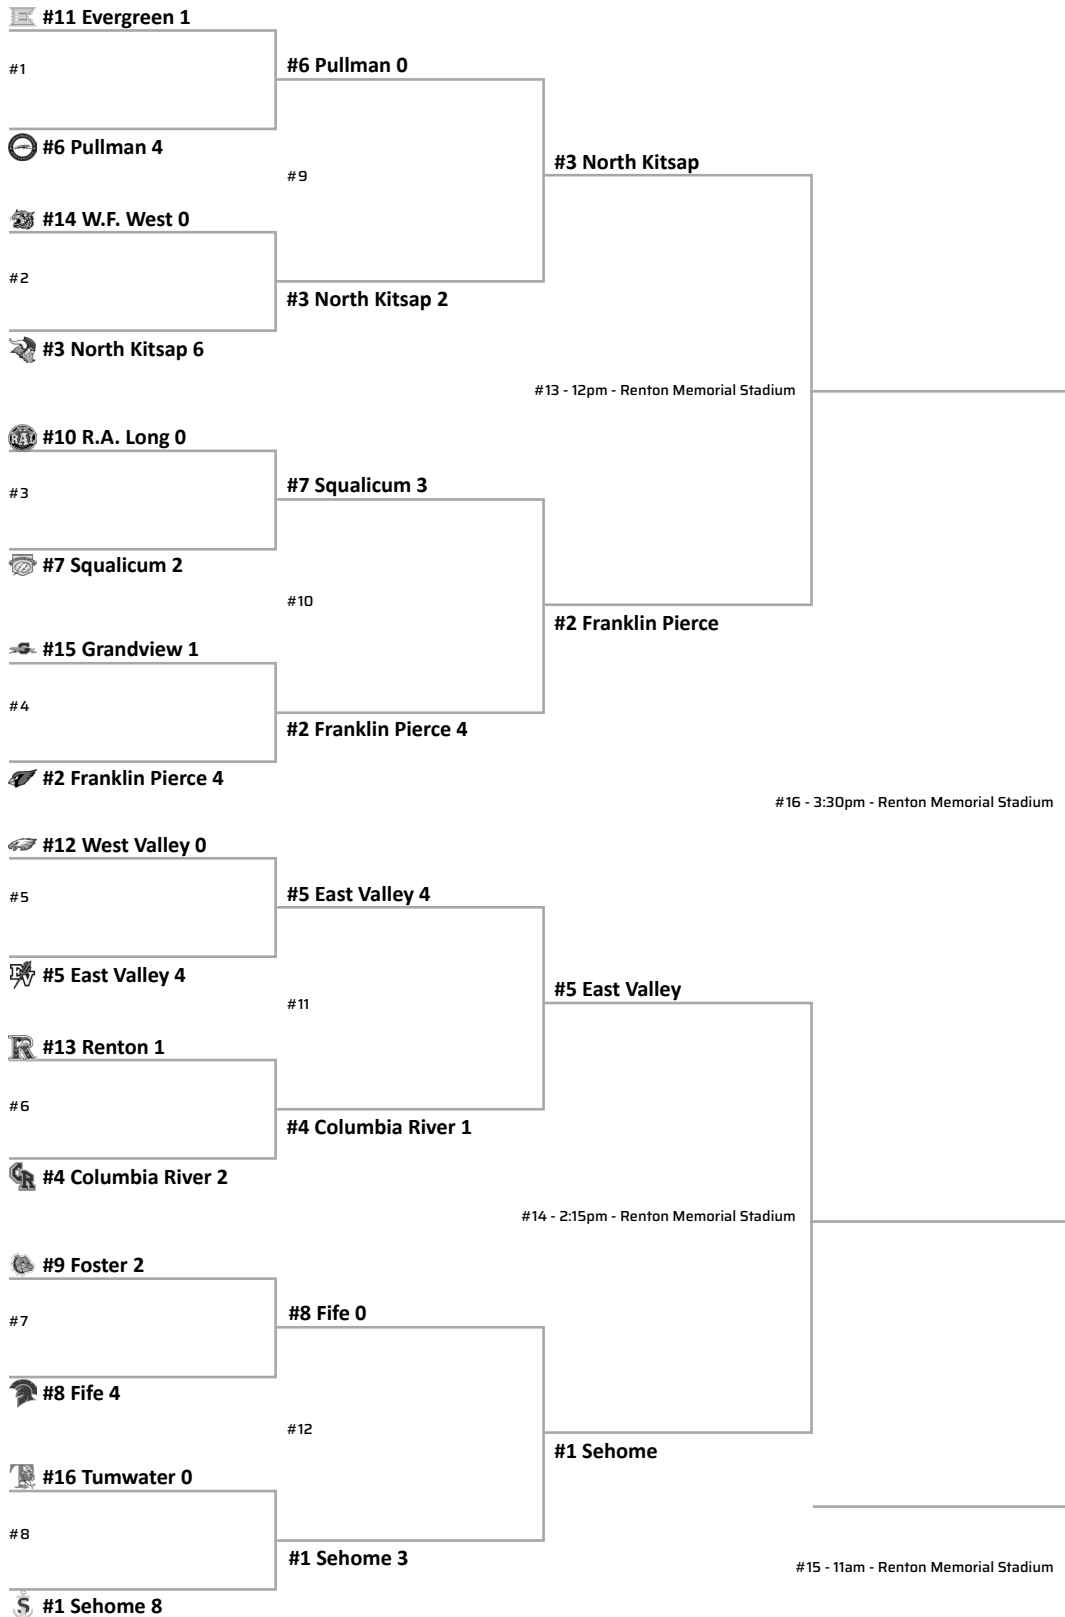 #11 Evergreen 1
#1
#6 Pullman 0
#6 Pullman 4
#3 North Kitsap
#9
#14 W.F. West 0
#2
#3 North Kitsap 2
#3 North Kitsap 6
#13 - 12pm - Renton Memorial Stadium
RAL
#10 R.A. Long 0
#3
#7 Squalicum 3
#7 Squalicum 2
#10
#2 Franklin Pierce
#15 Grandview 1
#4
#2 Franklin Pierce 4
#2 Franklin Pierce 4
#16 - 3:30pm - Renton Memorial Stadium
#12 West Valley 0
#5
#5 East Valley 4
EV #5 East Valley 4
#5 East Valley
#11
R #13 Renton 1
#6
#4 Columbia River 1
CR #4 Columbia River 2
#14 - 2:15pm - Renton Memorial Stadium
#9 Foster 2
#7
#8 Fife 0
#8 Fife 4
#12
#1 Sehome
T #16 Tumwater 0
#8
#1 Sehome 3
#15 - 11am - Renton Memorial Stadium
S #1 Sehome 8